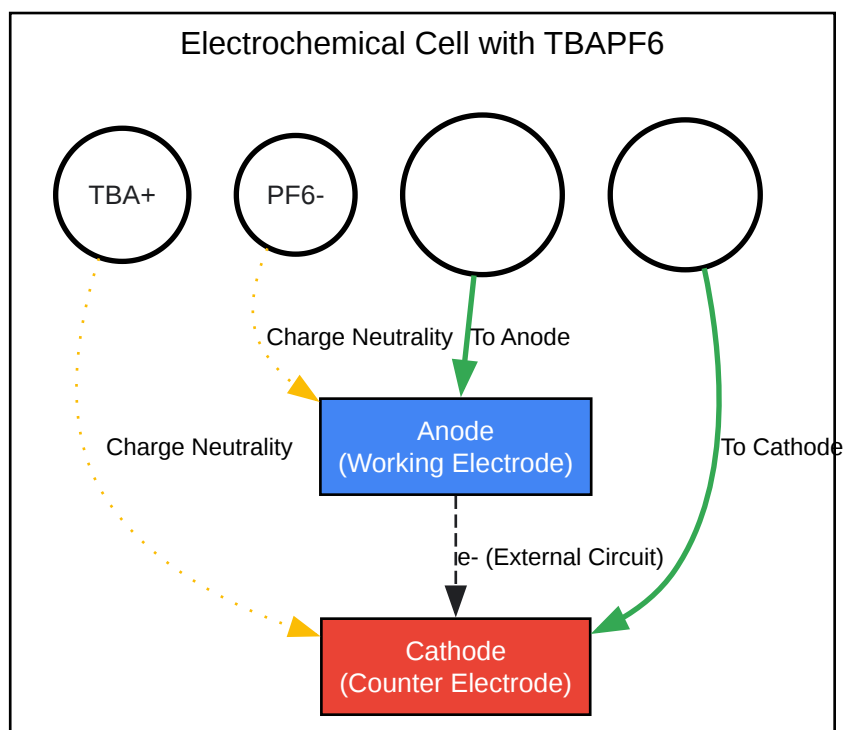 Electrochemical Cell with TBAPF6
TBA+
PF6-
Charge Neutrality
To Anode
Anode
(Working Electrode)
Charge Neutrality
To Cathode
e- (External Circuit)
Cathode
(Counter Electrode)